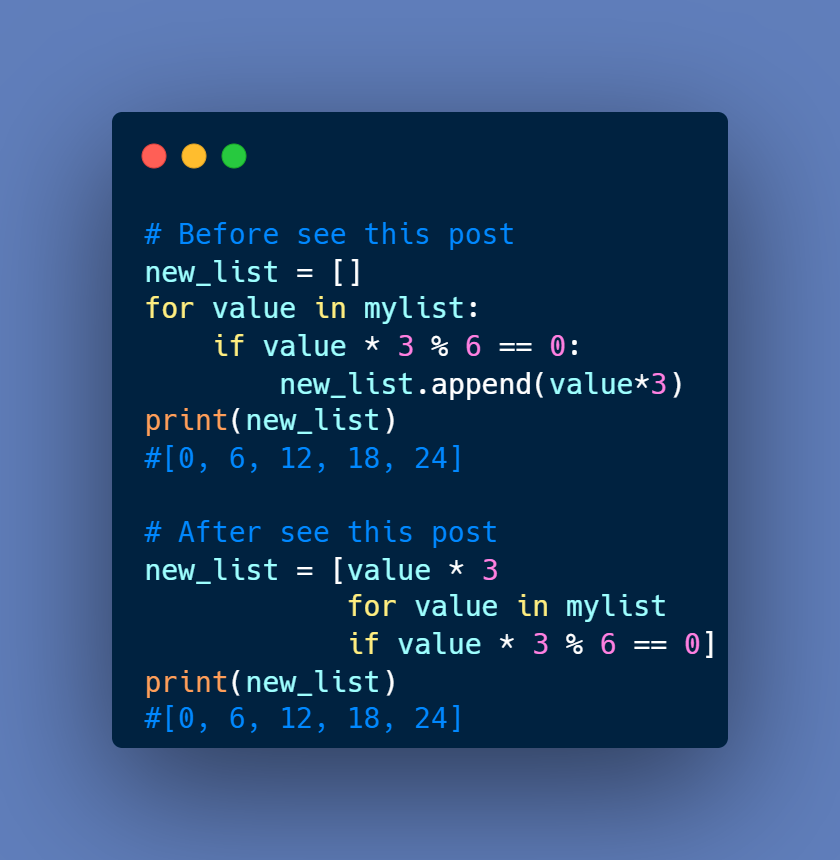 # Before see this post
new_list = []
for value in mylist:
    if value * 3 % 6 == 0:
        new_list.append(value*3)
print(new_list)
#[0, 6, 12, 18, 24]

# After see this post
new_list = [value * 3
            for value in mylist
            if value * 3 % 6 == 0]
print(new_list)
#[0, 6, 12, 18, 24]